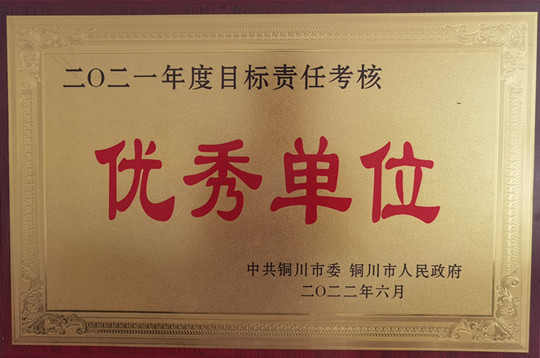 二〇二一年度目标责任考核
优秀单位
中共铜川市委 铜川市人民政府
二〇二二年六月